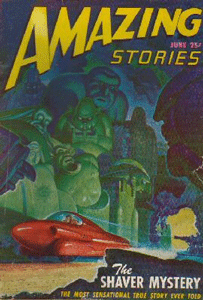 AMAZING
STORIES
JUNE 25¢
The
SHAVER MYSTERY
THE MOST SENSATIONAL TRUE STORY EVER TOLD